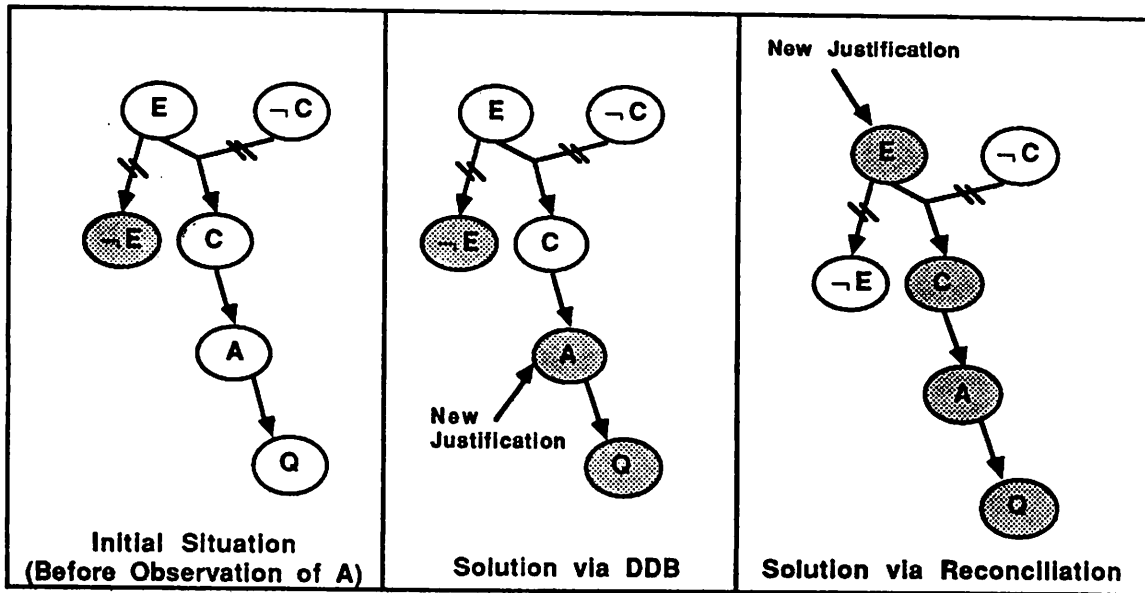 E
¬ C
¬ E
C
A
Q
Initial Situation
(Before Observation of A)
E
¬ C
¬ E
C
A
New
Justification
Q
Solution via DDB
New Justification
E
¬ C
¬ E
C
A
Q
Solution via Reconciliation